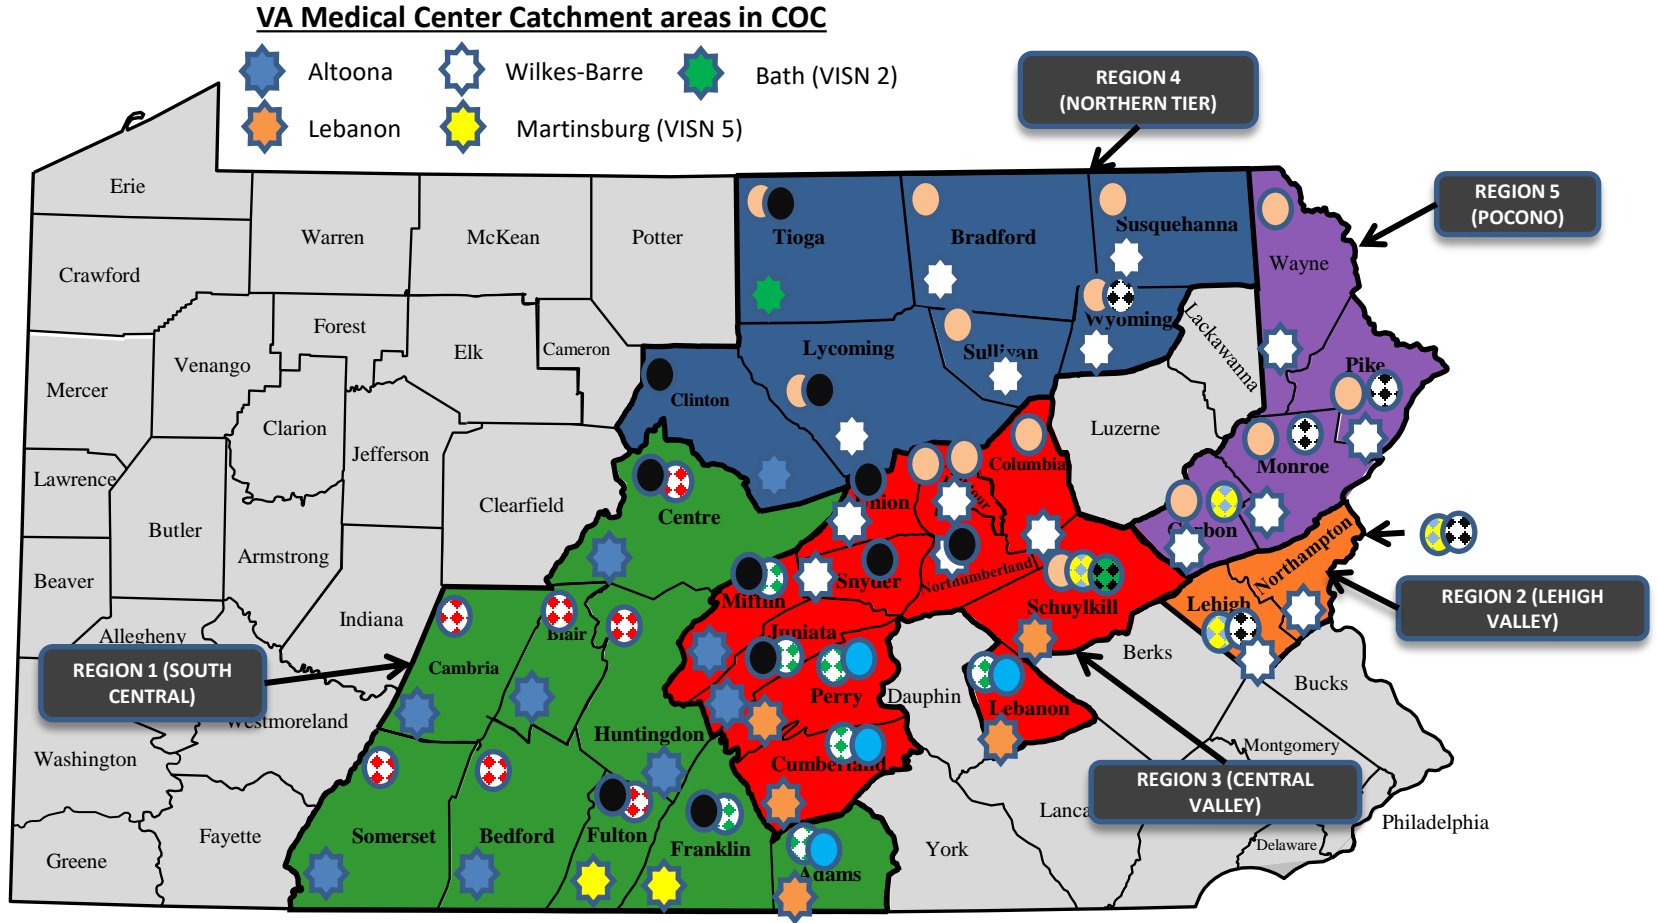 VA Medical Center Catchment areas in COC
Altoona
Wilkes-Barre
Bath (VISN 2)
Lebanon
Martinsburg (VISN 5)
REGION 4
(NORTHERN TIER)
REGION 5
(POCONO)
Erie
Warren
McKean
Potter
Tioga
Bradford
Susquehanna
Wayne
Crawford
Forest
Elk
Cameron
Lycoming
Sullivan
Wyoming
Lackawanna
Venango
Mercer
Clinton
Pike
Clarion
Jefferson
Luzerne
Columbia
Monroe
Lawrence
Clearfield
Centre
Butler
Armstrong
Northampton
Beaver
Snyder
Northumberland
Mifflin
Schuylkill
Lehigh
REGION 2 (LEHIGH
VALLEY)
Indiana
Allegheny
Blair
Juniata
Cambria
REGION 1 (SOUTH
CENTRAL)
Berks
Perry
Dauphin
Lebanon
Bucks
Westmoreland
Huntingdon
Washington
Cumberland
Montgomery
REGION 3 (CENTRAL
VALLEY)
Lanca
Philadelphia
Fayette
Somerset
Bedford
Fulton
Franklin
Adams
York
Delaware
Greene